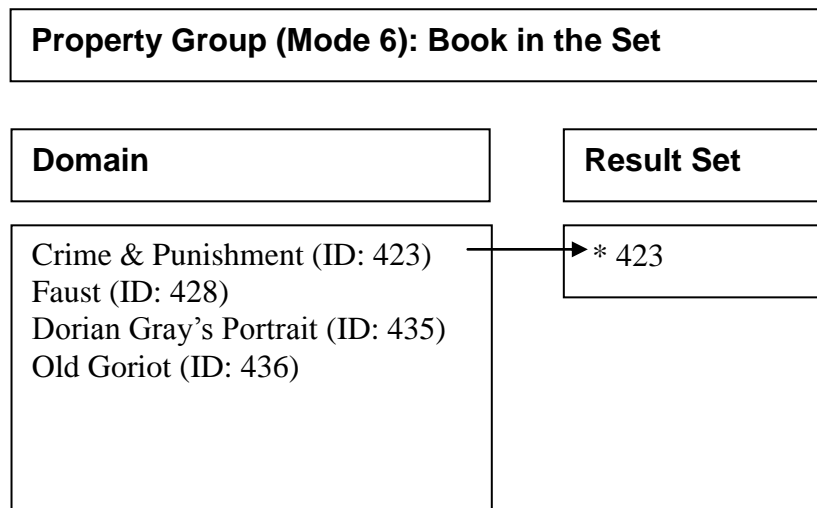 Property Group (Mode 6): Book in the Set
Domain
Result Set
Crime & Punishment (ID: 423)
* 423
Faust (ID: 428)
Dorian Gray’s Portrait (ID: 435)
Old Goriot (ID: 436)